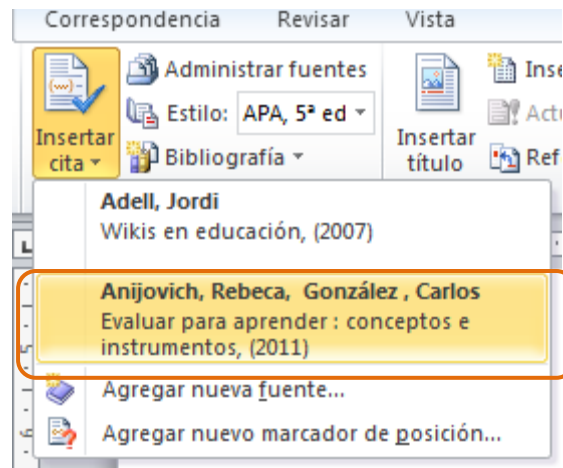 Correspondencia Revisar Vista
Administrar fuentes
Estilo: APA, 5ª ed
Bibliografía
Insertar
cita
Insertar
título
Ref
Adell, Jordi
Wikis en educación, (2007)
Anijovich, Rebeca, González , Carlos
Evaluar para aprender : conceptos e
instrumentos, (2011)
Agregar nueva fuente...
Agregar nuevo marcador de posición...